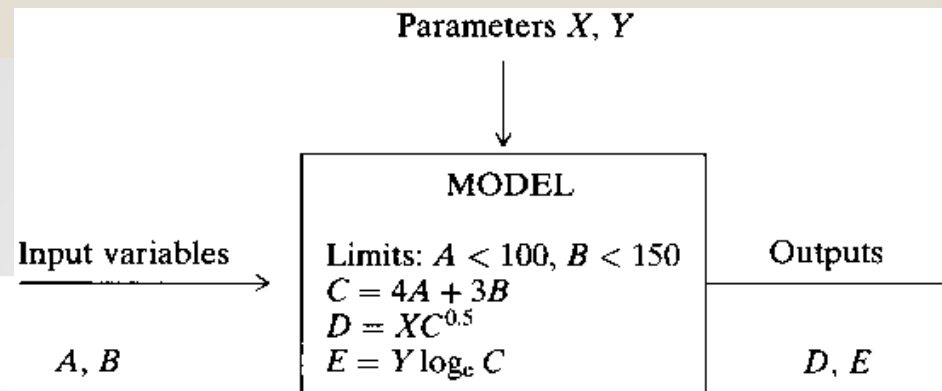 Parameters X, Y
MODEL
Input variables
Limits: A < 100, B < 150
Outputs
C = 4A + 3B
D = XC^0.5
A, B
E = Y log_e C
D, E